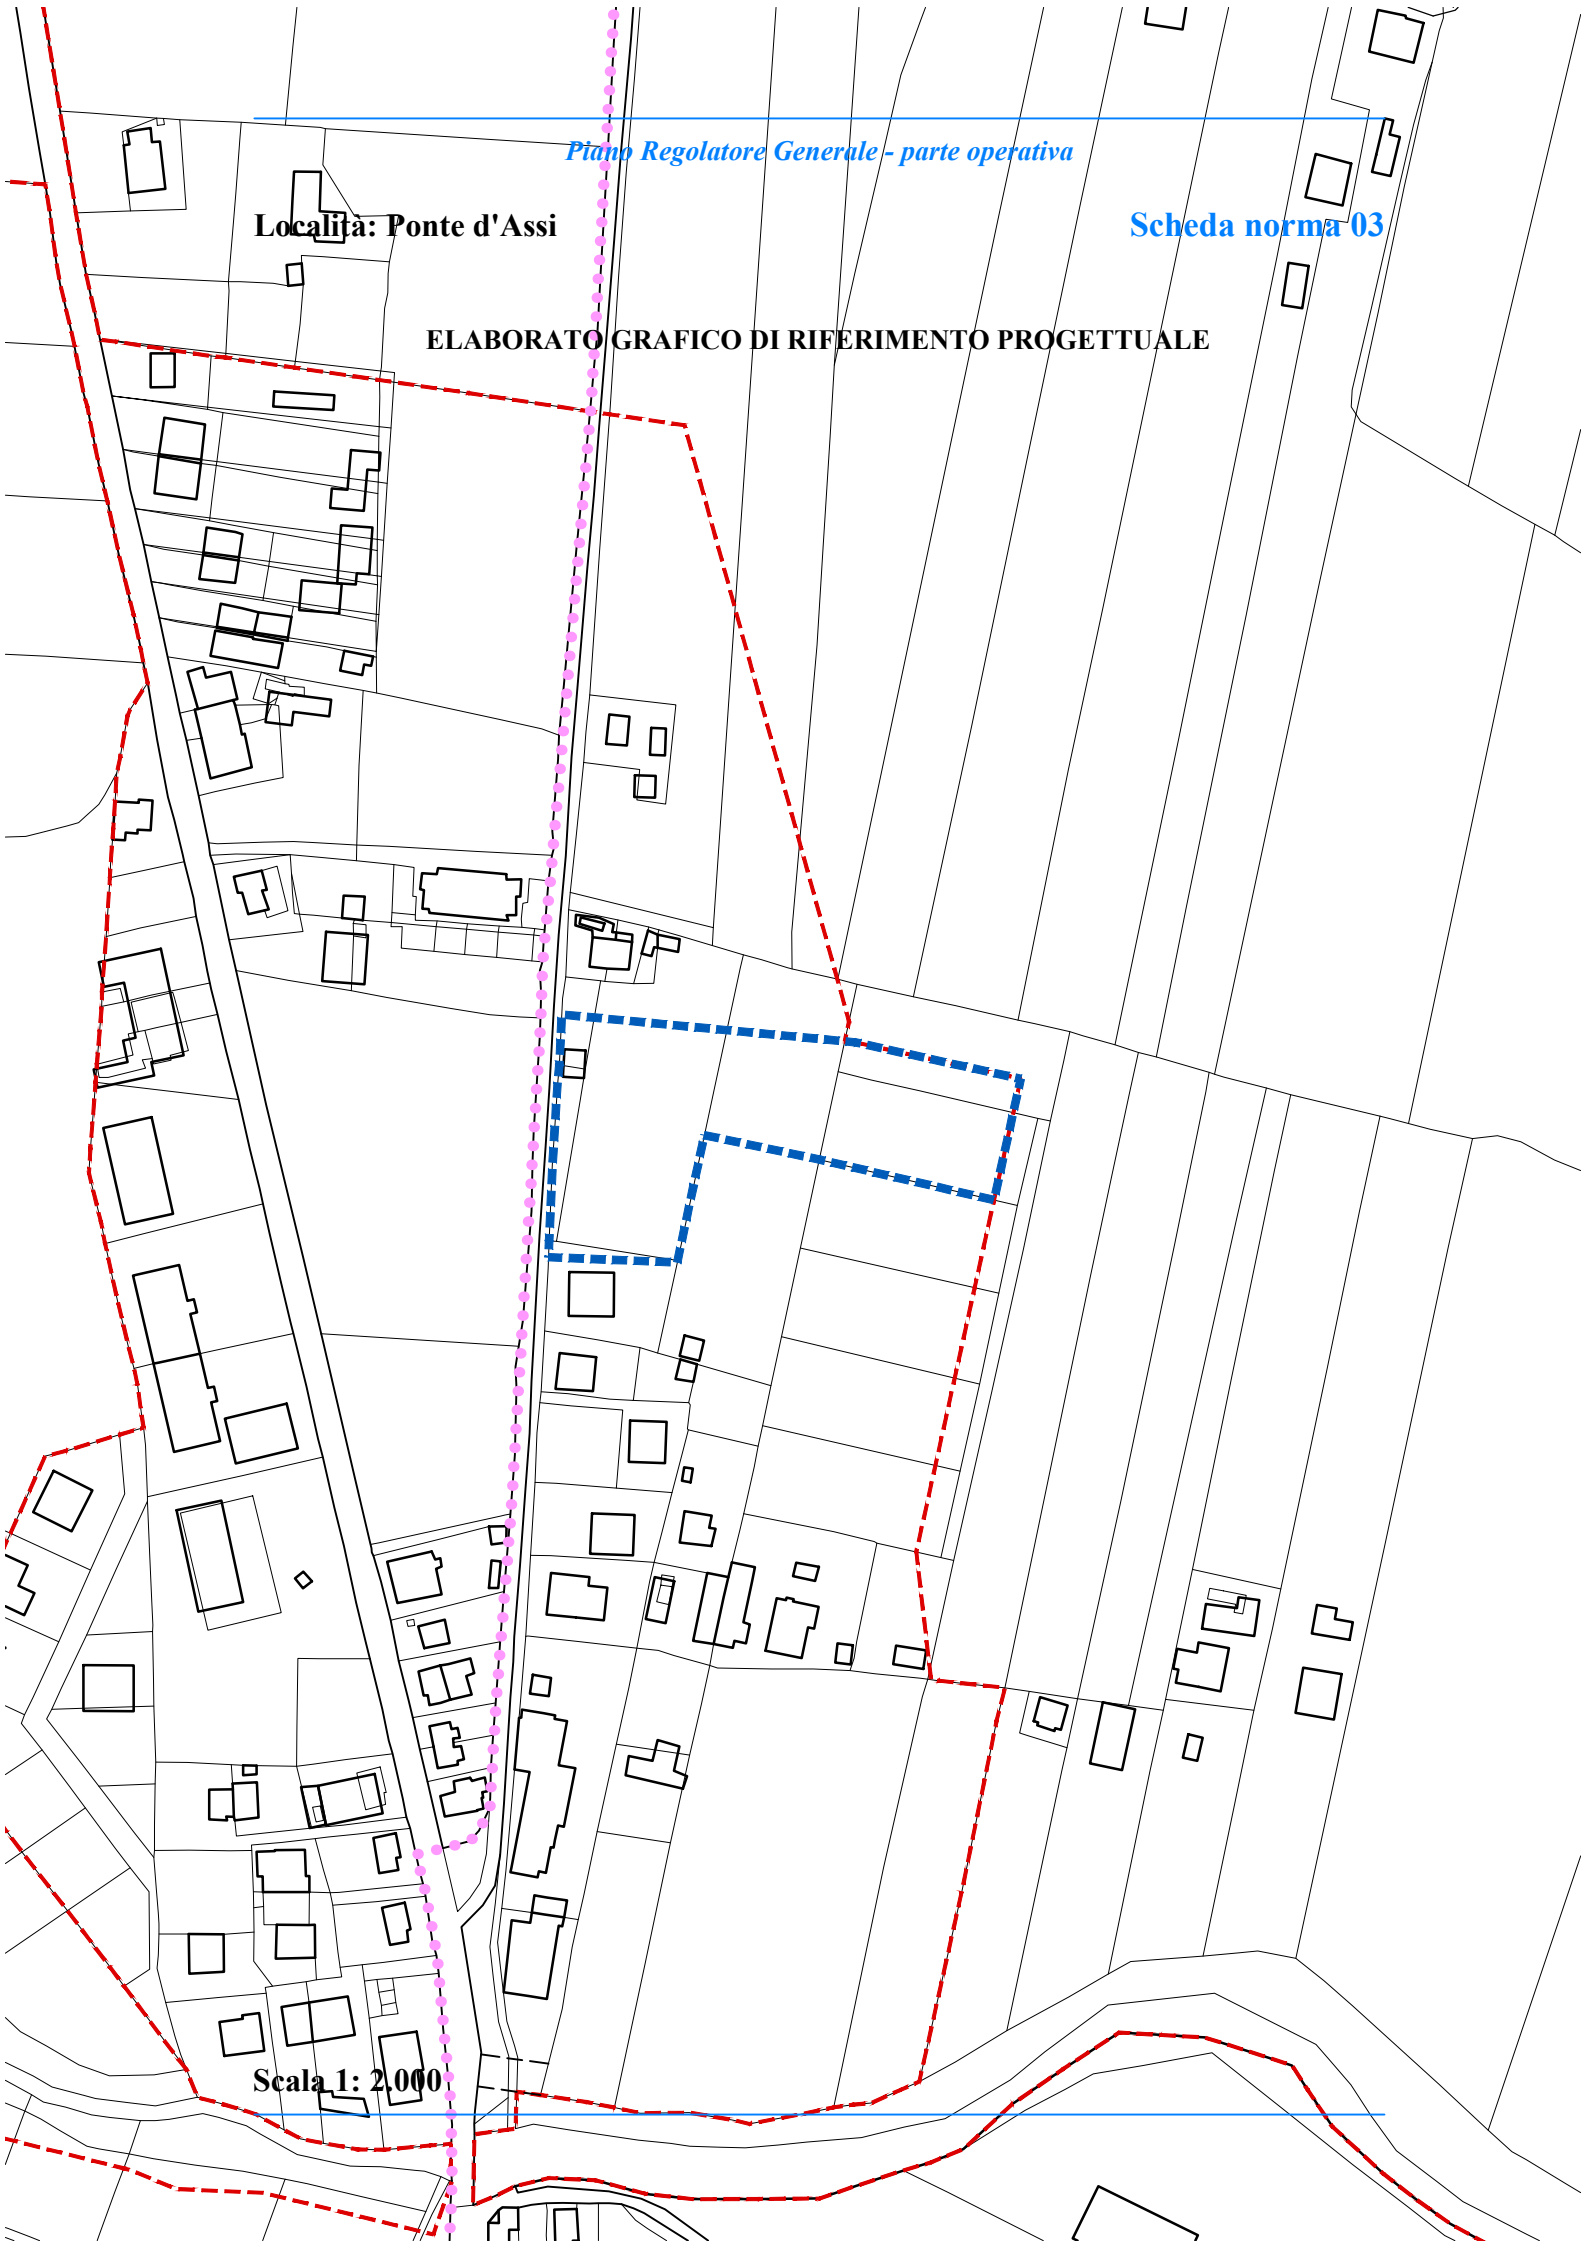 Piano Regolatore Generale - parte operativa
Località: Ponte d'Assi
Scheda norma 03
ELABORATO GRAFICO DI RIFERIMENTO PROGETTUALE
Scala 1: 2.000